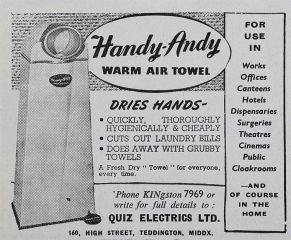 Handy-Andy
WARM AIR TOWEL
DRIES HANDS-
• QUICKLY, THOROUGHLY
HYGIENICALLY & CHEAPLY
• CUTS OUT LAUNDRY BILLS
• DOES AWAY WITH GRUBBY
TOWELS
A Fresh Dry "Towel" for everyone,
every time.
'Phone KINgston 7969 or
write for full details to :
QUIZ ELECTRICS LTD.
160, HIGH STREET, TEDDINGTON, MIDDX.
FOR
USE
IN
Works
Offices
Canteens
Hotels
Dispensaries
Surgeries
Theatres
Cinemas
Public
Cloakrooms
—AND
OF COURSE
IN THE
HOME